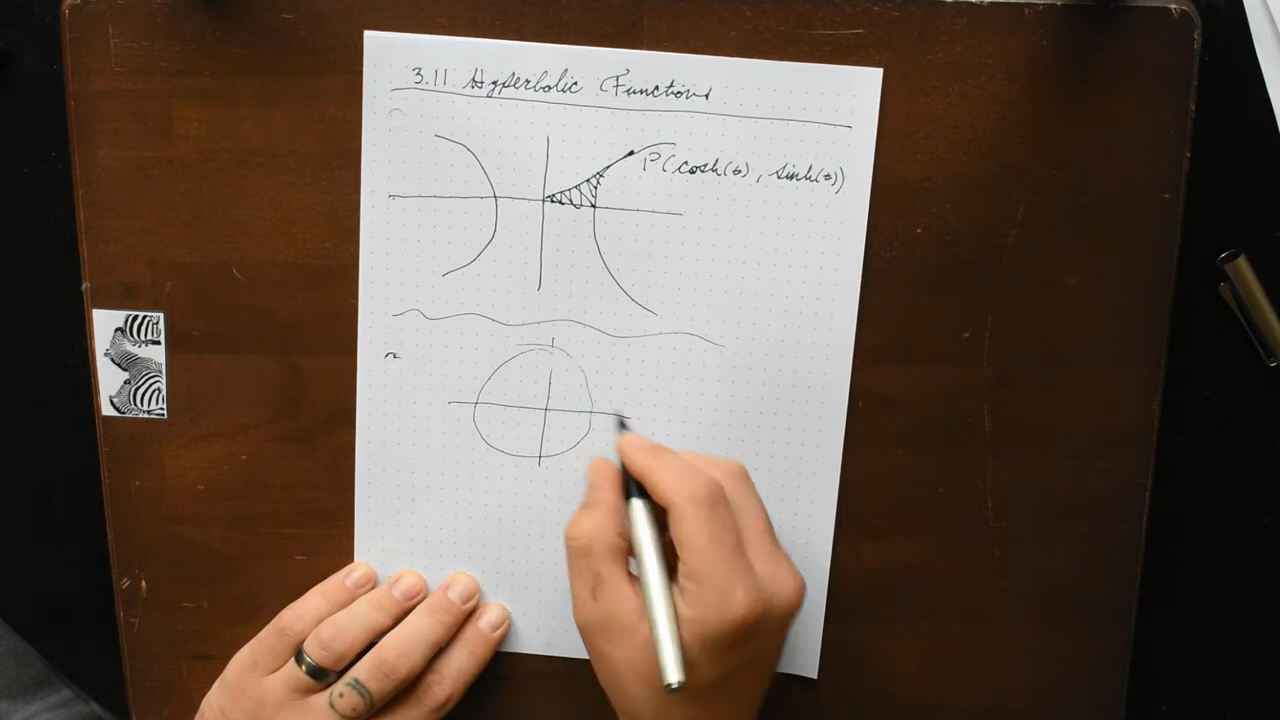 3.11 Hyperbolic Functions
P(cosh(t), sinh(t))